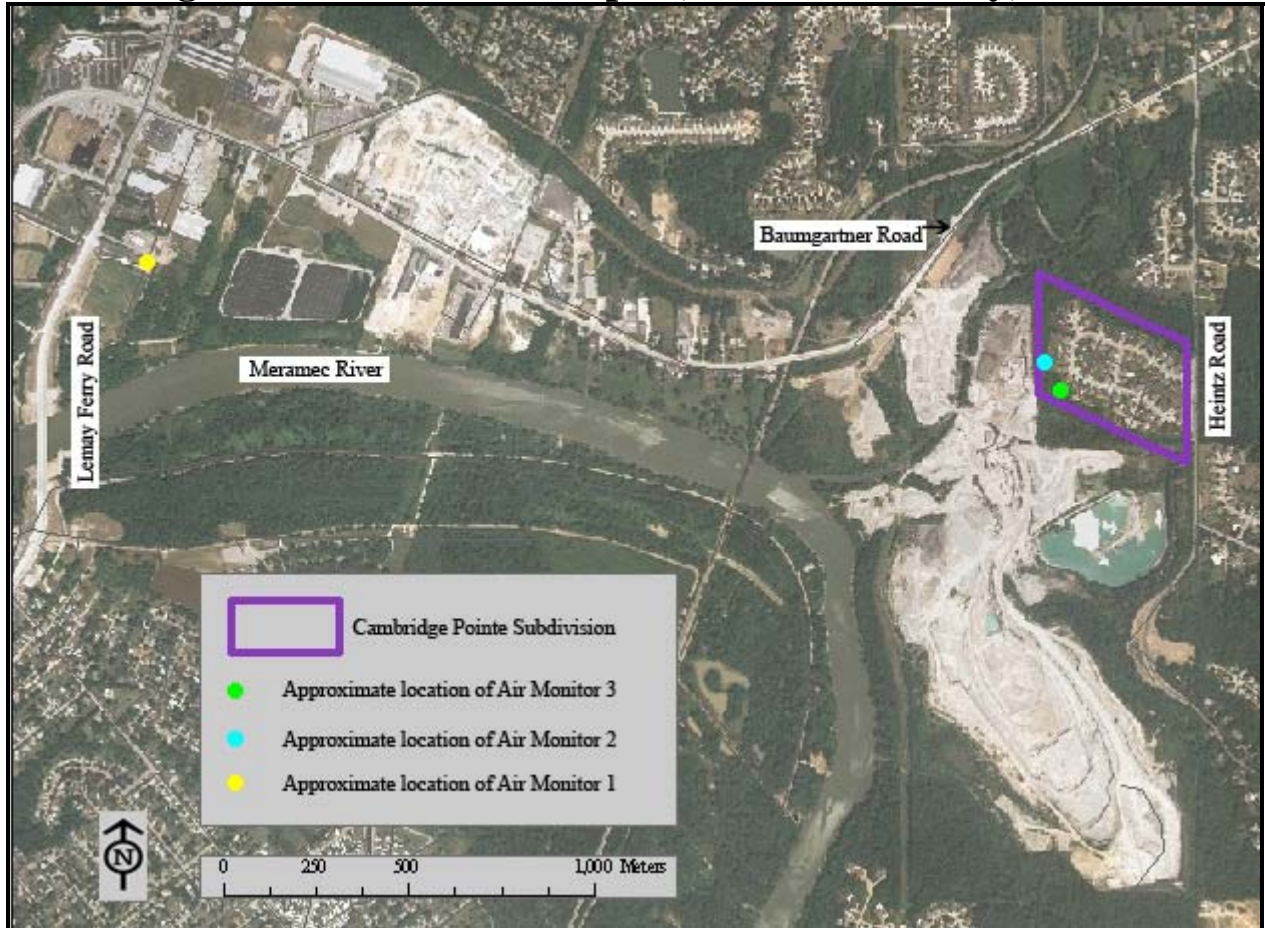 Baumgartner Road
Lemay Ferry Road
Meramec River
Heintz Road
Cambridge Pointe Subdivision
Approximate location of Air Monitor 3
Approximate location of Air Monitor 2
Approximate location of Air Monitor 1
N
0 250 500 1,000 Meters